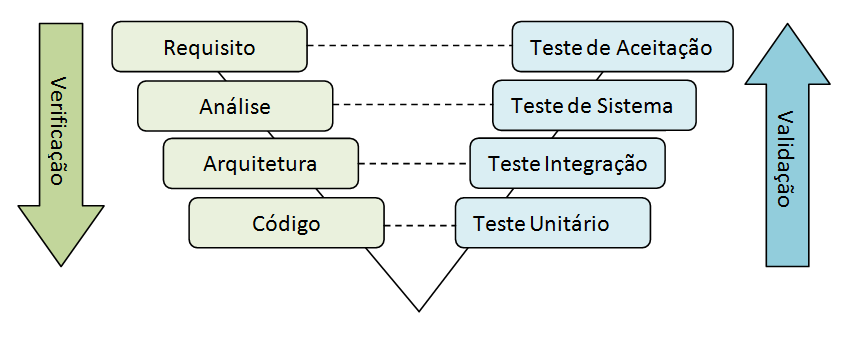 Verificação
Requisito
Teste de Aceitação
Análise
Teste de Sistema
Arquitetura
Teste Integração
Código
Teste Unitário
Validação